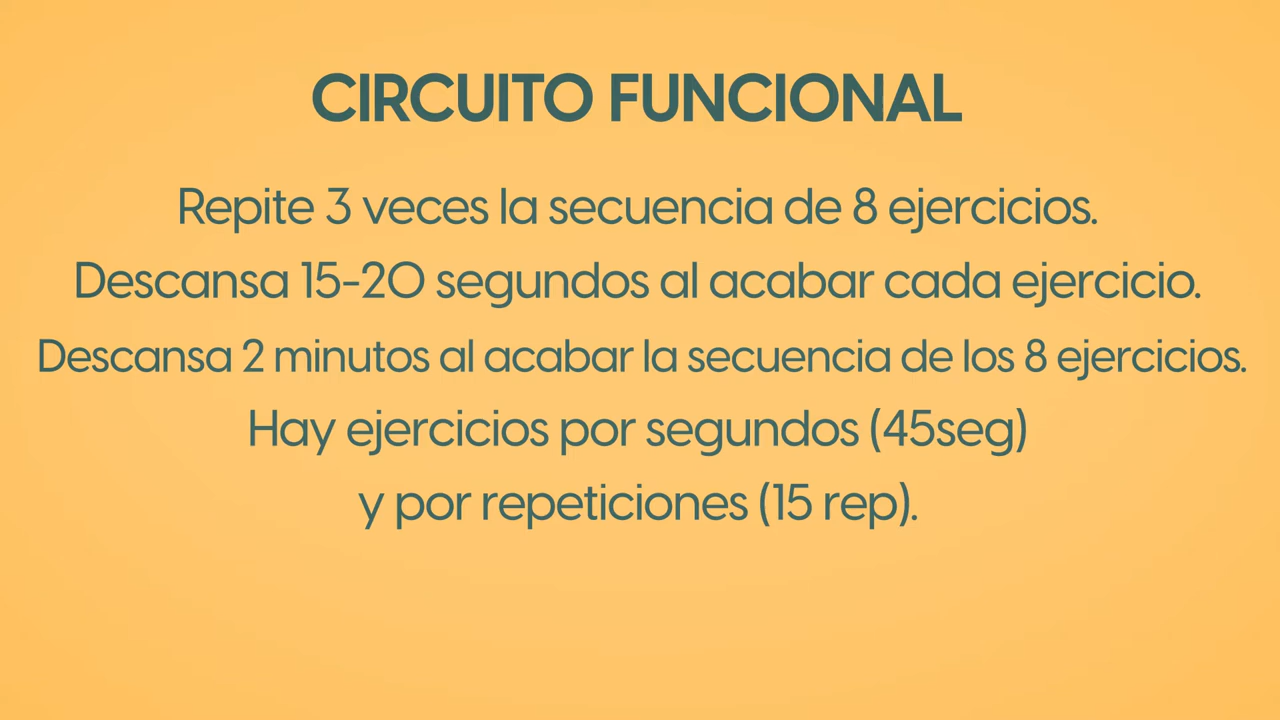 CIRCUITO FUNCIONAL
Repite 3 veces la secuencia de 8 ejercicios.
Descansa 15-20 segundos al acabar cada ejercicio.
Descansa 2 minutos al acabar la secuencia de los 8 ejercicios.
Hay ejercicios por segundos (45seg)
y por repeticiones (15 rep).